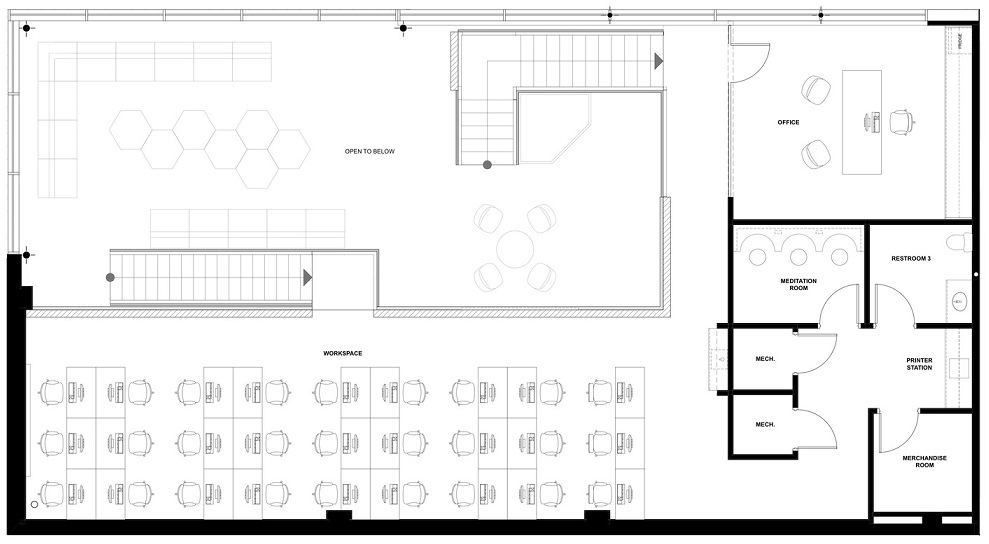 FRIDGE
OFFICE
OPEN TO BELOW
RESTROOM 3
MEDITATION
ROOM
WORKSPACE
MECH.
PRINTER
STATION
MECH.
MERCHANDISE
ROOM